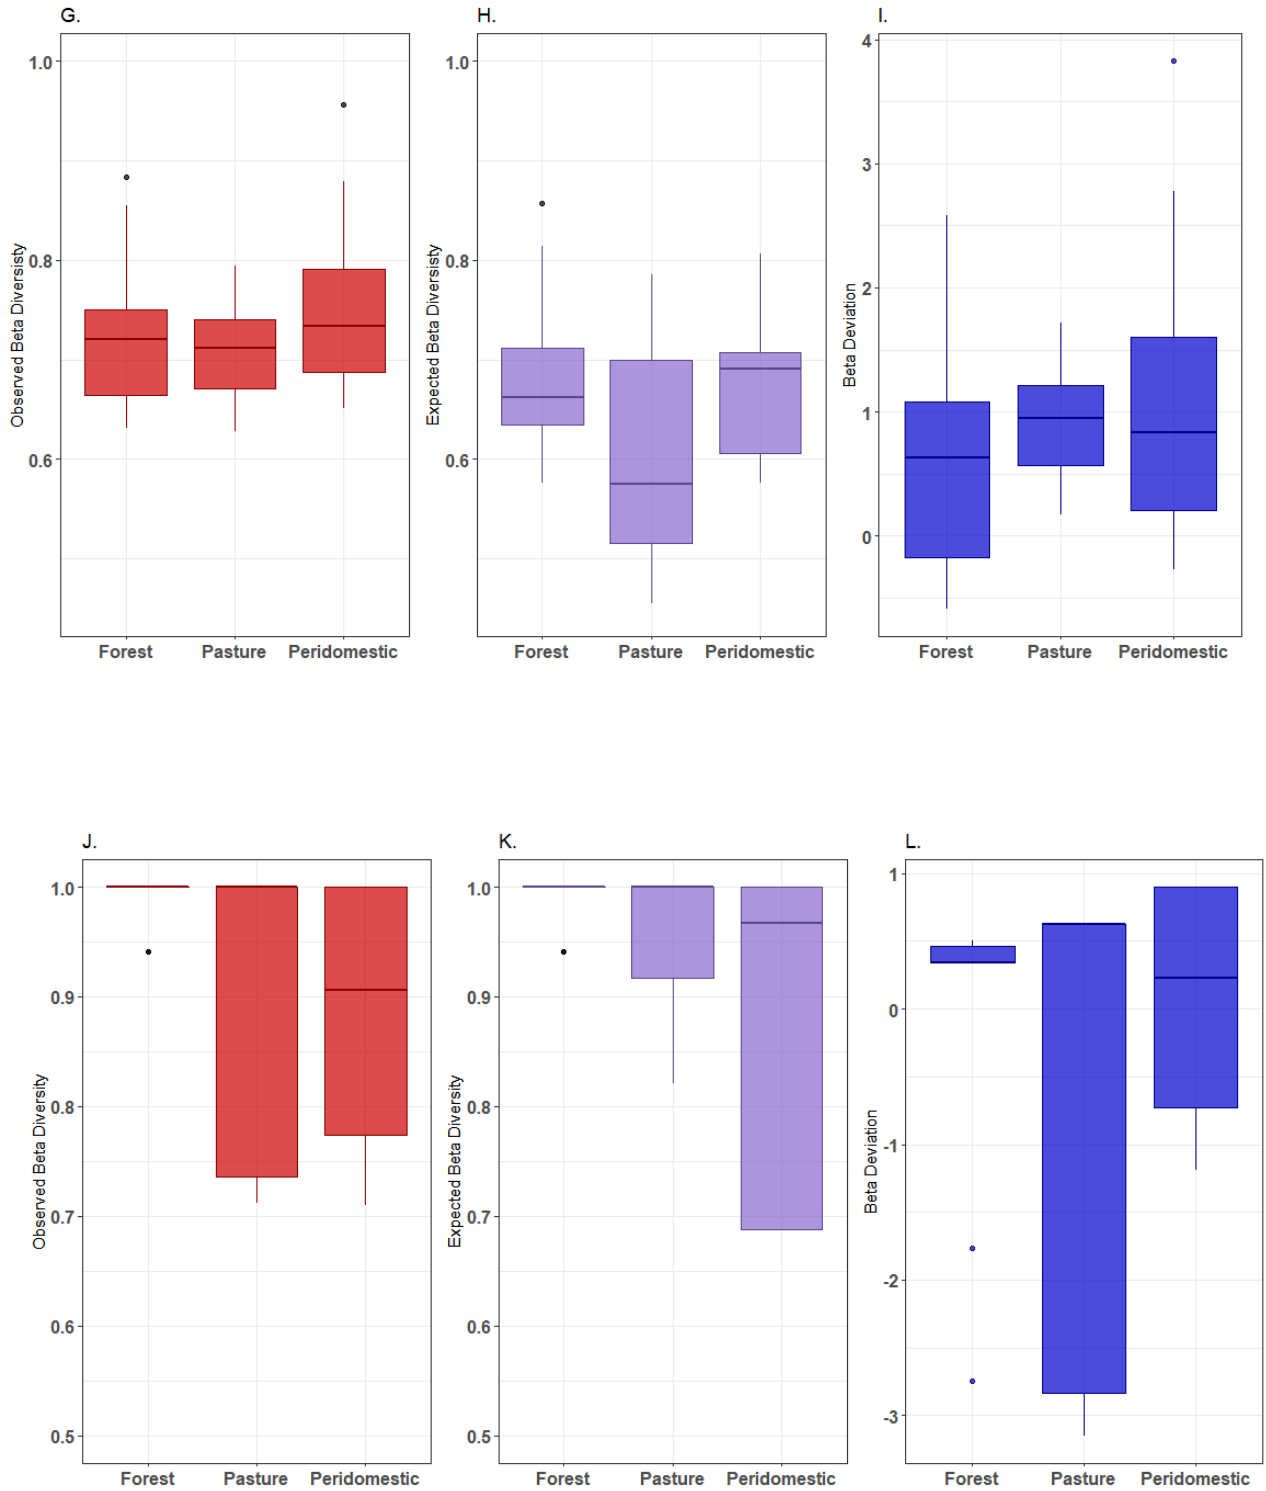 G.
Observed Beta Diversisty
1.0
0.8
0.6
Forest
Pasture
Peridomestic
H.
Expected Beta Diversisty
1.0
0.8
0.6
Forest
Pasture
Peridomestic
I.
Beta Deviation
4
3
2
1
0
Forest
Pasture
Peridomestic
J.
Observed Beta Diversity
1.0
0.9
0.8
0.7
0.6
0.5
Forest
Pasture
Peridomestic
K.
Expected Beta Diversity
1.0
0.9
0.8
0.7
0.6
0.5
Forest
Pasture
Peridomestic
L.
Beta Deviation
1
0
-1
-2
-3
Forest
Pasture
Peridomestic